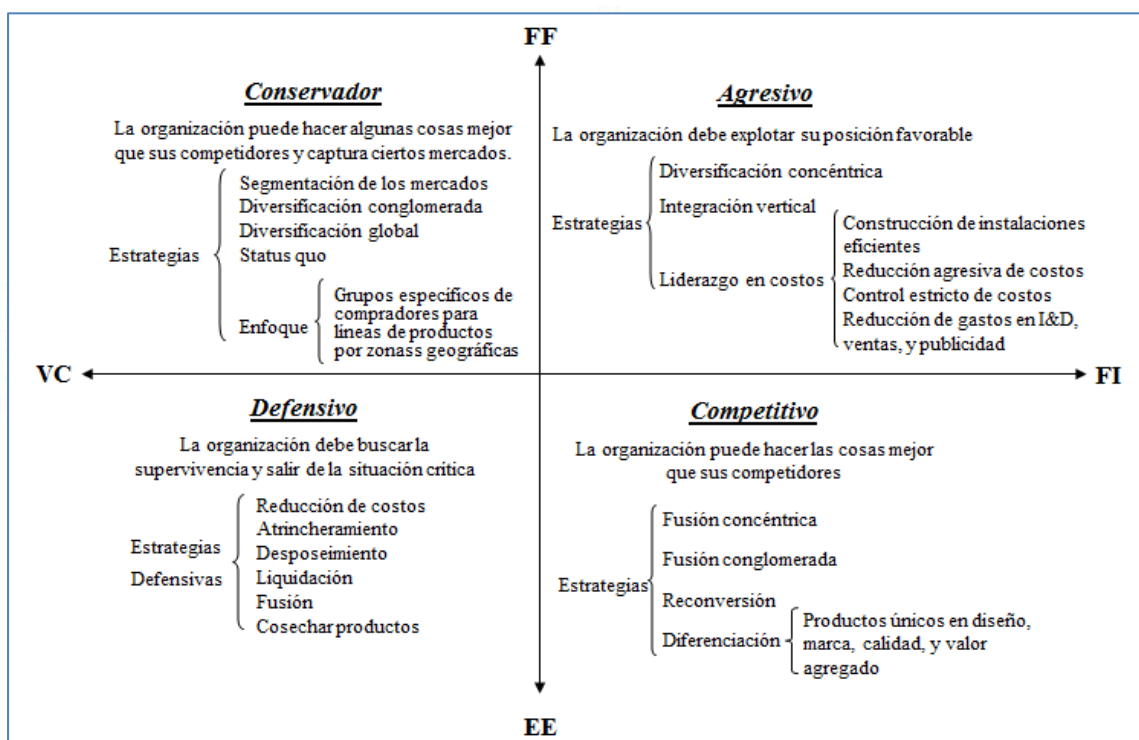 FF
Conservador
La organización puede hacer algunas cosas mejor
que sus competidores y captura ciertos mercados.
Estrategias
Segmentación de los mercados
Diversificación conglomerada
Diversificación global
Status quo
Enfoque
Grupos específicos de
compradores para
líneas de productos
por zonass geográficas
Agresivo
La organización debe explotar su posición favorable
Estrategias
Diversificación concéntrica
Integración vertical
Liderazgo en costos
Construcción de instalaciones
eficientes
Reducción agresiva de costos
Control estricto de costos
Reducción de gastos en I&D,
ventas, y publicidad
VC
FI
Defensivo
La organización debe buscar la
supervivencia y salir de la situación crítica
Estrategias
Defensivas
Reducción de costos
Atrincheramiento
Desposeimiento
Liquidación
Fusión
Cosechar productos
Competitivo
La organización puede hacer las cosas mejor
que sus competidores
Estrategias
Fusión concéntrica
Fusión conglomerada
Reconversión
Diferenciación
Productos únicos en diseño,
marca, calidad, y valor
agregado
EE